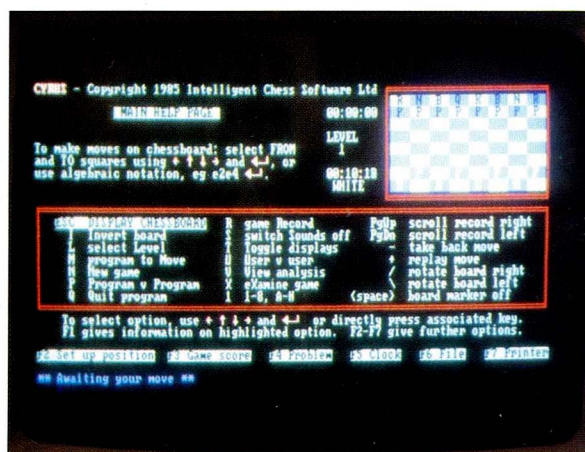 CYRUS - Copyright 1985 Intelligent Chess Software Ltd
MAIN HELP PAGE
00:00:00
R N B Q R B N R
P P P P P P P P
LEVEL
1
To make moves on chessboard: select FROM
and TO squares using ← ↑ ↓ → and ↵, or
use algebraic notation, eg e2e4 ↵.
00:10:18
WHITE
ESC DISPLAY CHESSBOARD
I Invert board
L select Level
M program to Move
N New game
P Program v Program
Q Quit program
R game Record
S switch Sounds off
T Toggle displays
U User v user
V View analysis
X eXamine game
1-8, A-H
PgUp scroll record right
PgDn scroll record left
- take back move
+ replay move
/ rotate board right
\ rotate board left
(space) board marker off
To select option, use ← ↑ ↓ → and ↵ or directly press associated key.
F1 gives information on highlighted option. F2-F7 give further options.
F2 Set up position F3 Game score F4 Problem F5 Clock F6 File F7 Printer
** Awaiting your move **